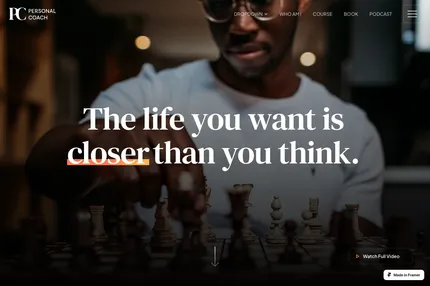 PC PERSONAL
COACH
DROPDOWN WHO AM I COURSE BOOK PODCAST
The life you want is
closer than you think.
Watch Full Video
Made in Framer